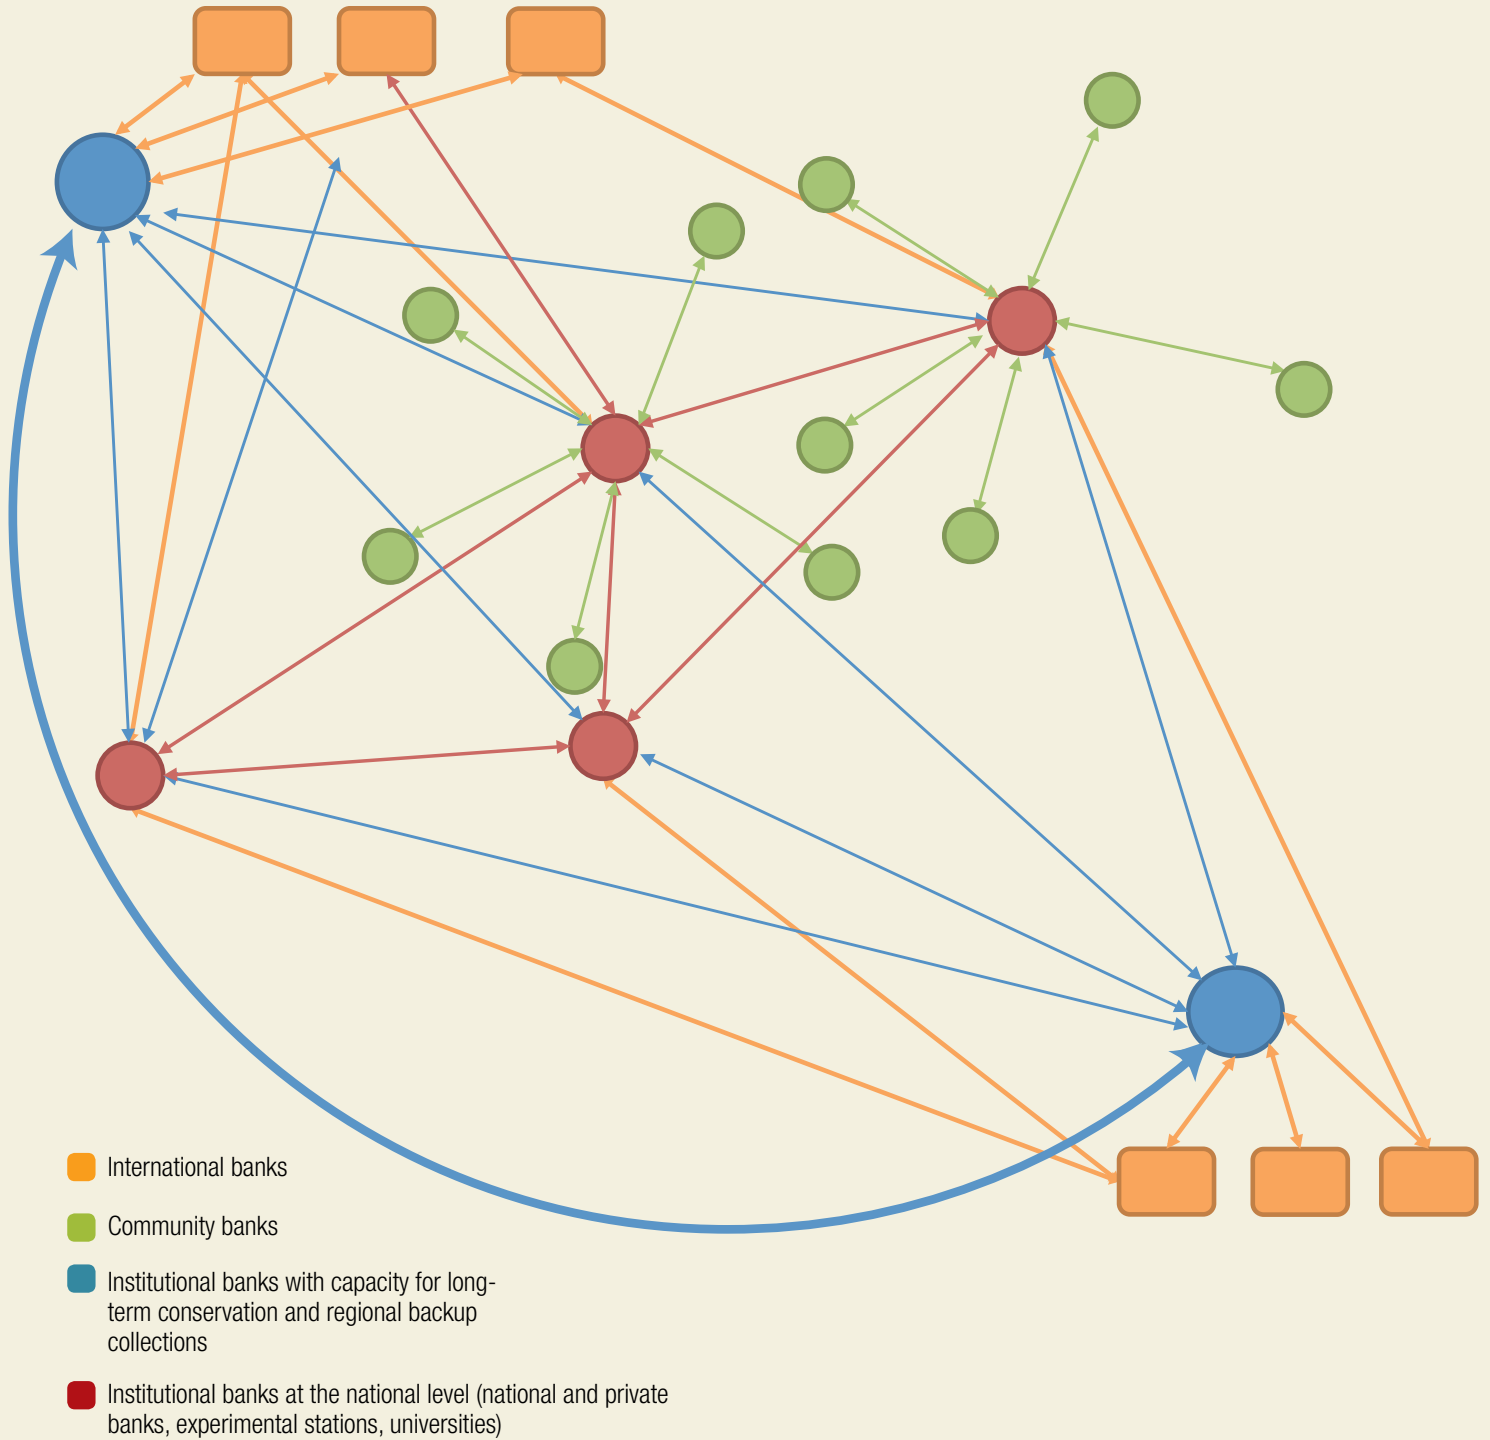 International banks
Community banks
Institutional banks with capacity for long-
term conservation and regional backup
collections
Institutional banks at the national level (national and private
banks, experimental stations, universities)